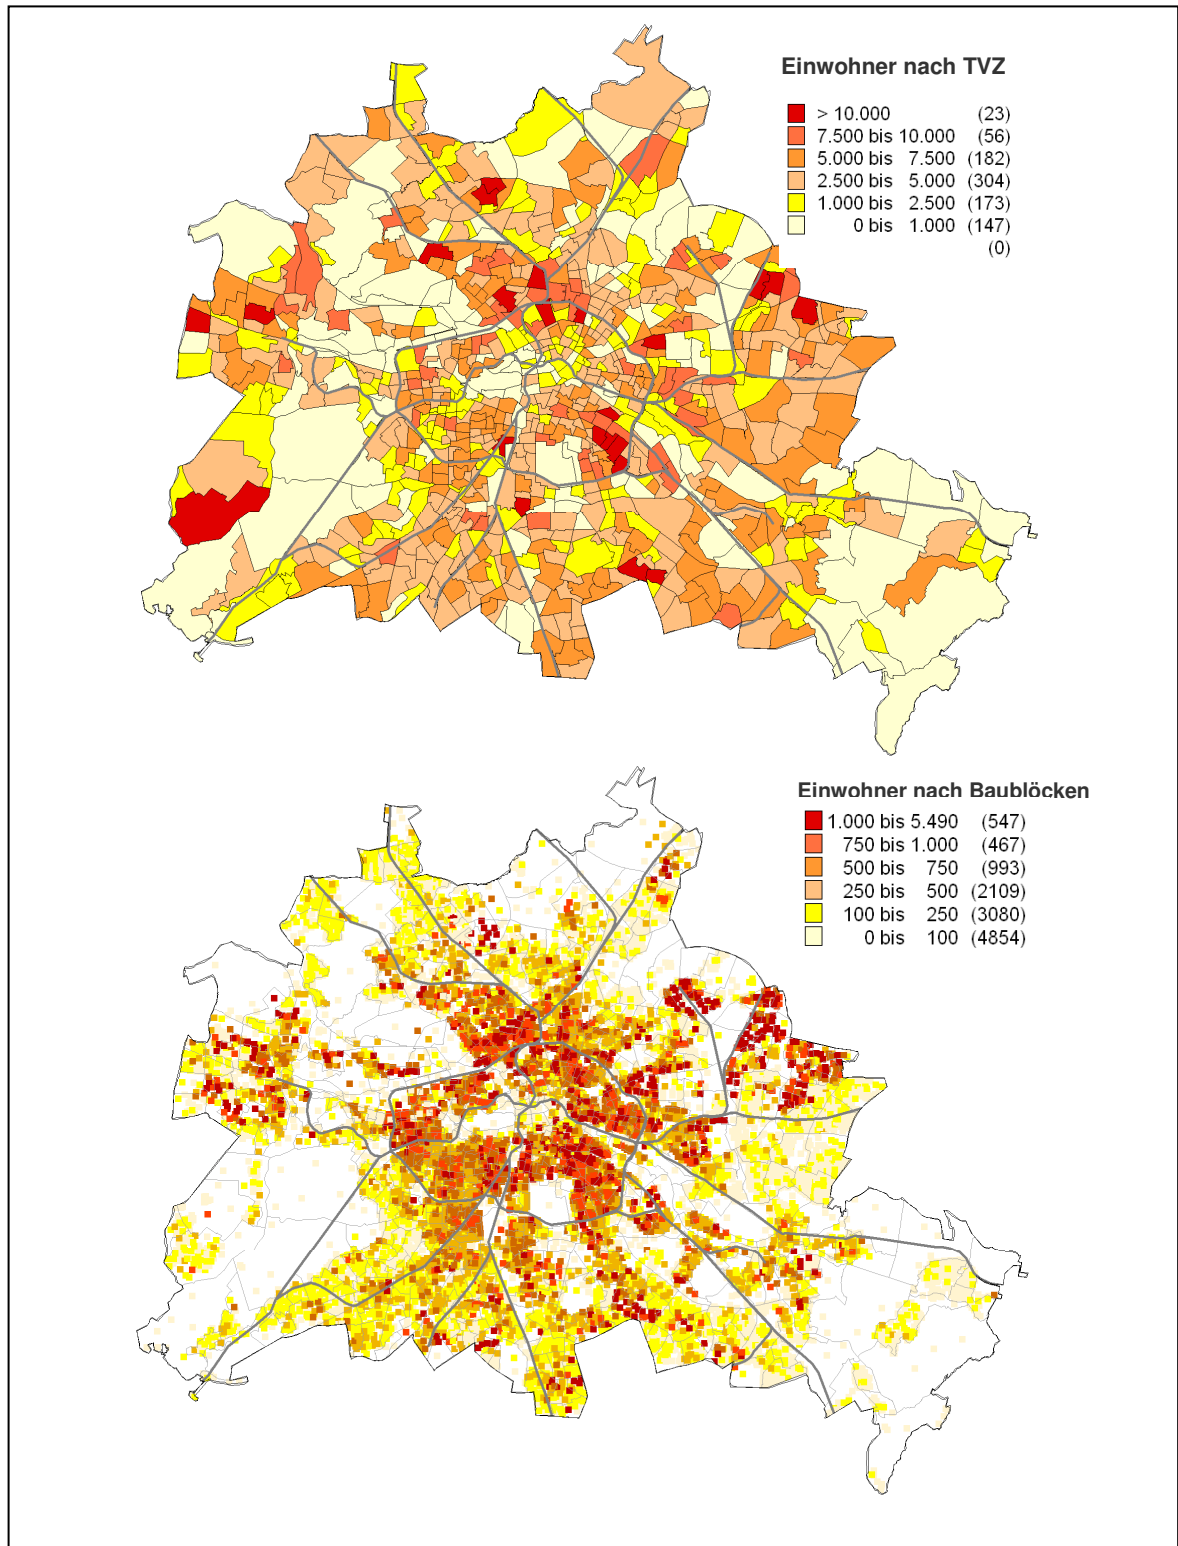 Einwohner nach TVZ
> 10.000 (23)
7.500 bis 10.000 (56)
5.000 bis 7.500 (182)
2.500 bis 5.000 (304)
1.000 bis 2.500 (173)
0 bis 1.000 (147)
(0)
Einwohner nach Baublöcken
1.000 bis 5.490 (547)
750 bis 1.000 (467)
500 bis 750 (993)
250 bis 500 (2109)
100 bis 250 (3080)
0 bis 100 (4854)